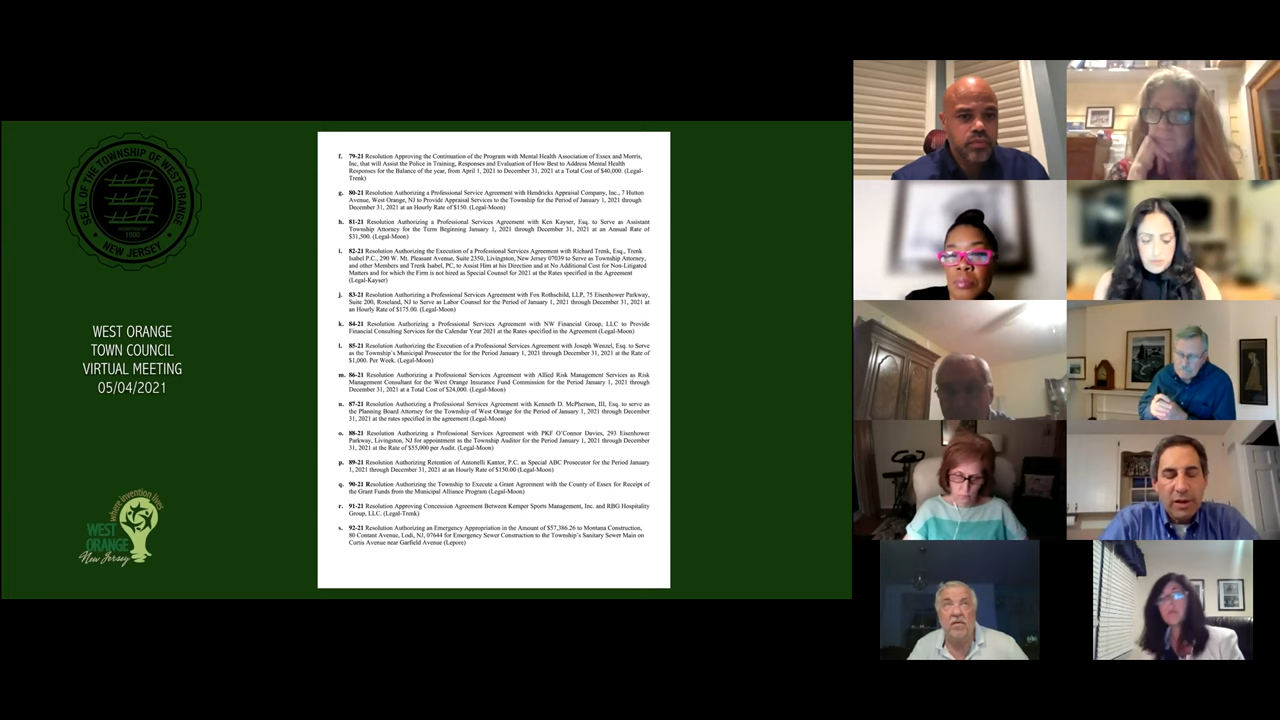 SEAL OF THE TOWNSHIP OF WEST ORANGE
INCORPORATED
1900
NEW JERSEY
WEST ORANGE
TOWN COUNCIL
VIRTUAL MEETING
05/04/2021
where invention lives
WEST
ORANGE
New Jersey
f. 79-21 Resolution Approving the Continuation of the Program with Mental Health Association of Essex and Morris,
Inc, that will Assist the Police in Training, Responses and Evaluation of How Best to Address Mental Health
Responses for the Balance of the year, from April 1, 2021 to December 31, 2021 at a Total Cost of $40,000. (Legal-
Trenk)
g. 80-21 Resolution Authorizing a Professional Service Agreement with Hendricks Appraisal Company, Inc., 7 Hutton
Avenue, West Orange, NJ to Provide Appraisal Services to the Township for the Period of January 1, 2021 through
December 31, 2021 at an Hourly Rate of $150. (Legal-Moon)
h. 81-21 Resolution Authorizing a Professional Services Agreement with Ken Kayser, Esq. to Serve as Assistant
Township Attorney for the Term Beginning January 1, 2021 through December 31, 2021 at an Annual Rate of
$31,500. (Legal-Moon)
i. 82-21 Resolution Authorizing the Execution of a Professional Services Agreement with Richard Trenk, Esq., Trenk
Isabel P.C., 290 W. Mt. Pleasant Avenue, Suite 2350, Livingston, New Jersey 07039 to Serve as Township Attorney,
and other Members and Trenk Isabel, PC, to Assist Him at his Direction and at No Additional Cost for Non-Litigated
Matters and for which the Firm is not hired as Special Counsel for 2021 at the Rates specified in the Agreement
(Legal-Kayser)
j. 83-21 Resolution Authorizing a Professional Services Agreement with Fox Rothschild, LLP, 75 Eisenhower Parkway,
Suite 200, Roseland, NJ to Serve as Labor Counsel for the Period of January 1, 2021 through December 31, 2021 at
an Hourly Rate of $175.00. (Legal-Moon)
k. 84-21 Resolution Authorizing a Professional Services Agreement with NW Financial Group, LLC to Provide
Financial Consulting Services for the Calendar Year 2021 at the Rates specified in the Agreement (Legal-Moon)
l. 85-21 Resolution Authorizing the Execution of a Professional Services Agreement with Joseph Wenzel, Esq. to Serve
as the Township's Municipal Prosecutor the for the Period January 1, 2021 through December 31, 2021 at the Rate of
$1,000. Per Week. (Legal-Moon)
m. 86-21 Resolution Authorizing a Professional Services Agreement with Allied Risk Management Services as Risk
Management Consultant for the West Orange Insurance Fund Commission for the Period January 1, 2021 through
December 31, 2021 at a Total Cost of $24,000. (Legal-Moon)
n. 87-21 Resolution Authorizing a Professional Services Agreement with Kenneth D. McPherson, III, Esq. to serve as
the Planning Board Attorney for the Township of West Orange for the Period of January 1, 2021 through December
31, 2021 at the rates specified in the agreement (Legal-Moon)
o. 88-21 Resolution Authorizing a Professional Services Agreement with PKF O'Connor Davies, 293 Eisenhower
Parkway, Livingston, NJ for appointment as the Township Auditor for the Period January 1, 2021 through December
31, 2021 at the Rate of $55,000 per Audit. (Legal-Moon)
p. 89-21 Resolution Authorizing Retention of Antonelli Kantor, P.C. as Special ABC Prosecutor for the Period January
1, 2021 through December 31, 2021 at an Hourly Rate of $150.00 (Legal-Moon)
q. 90-21 Resolution Authorizing the Township to Execute a Grant Agreement with the County of Essex for Receipt of
the Grant Funds from the Municipal Alliance Program (Legal-Moon)
r. 91-21 Resolution Approving Concession Agreement Between Kemper Sports Management, Inc. and RBG Hospitality
Group, LLC. (Legal-Trenk)
s. 92-21 Resolution Authorizing an Emergency Appropriation in the Amount of $57,386.26 to Montana Construction,
80 Contant Avenue, Lodi, NJ, 07644 for Emergency Sewer Construction to the Township's Sanitary Sewer Main on
Curtis Avenue near Garfield Avenue (Lepore)